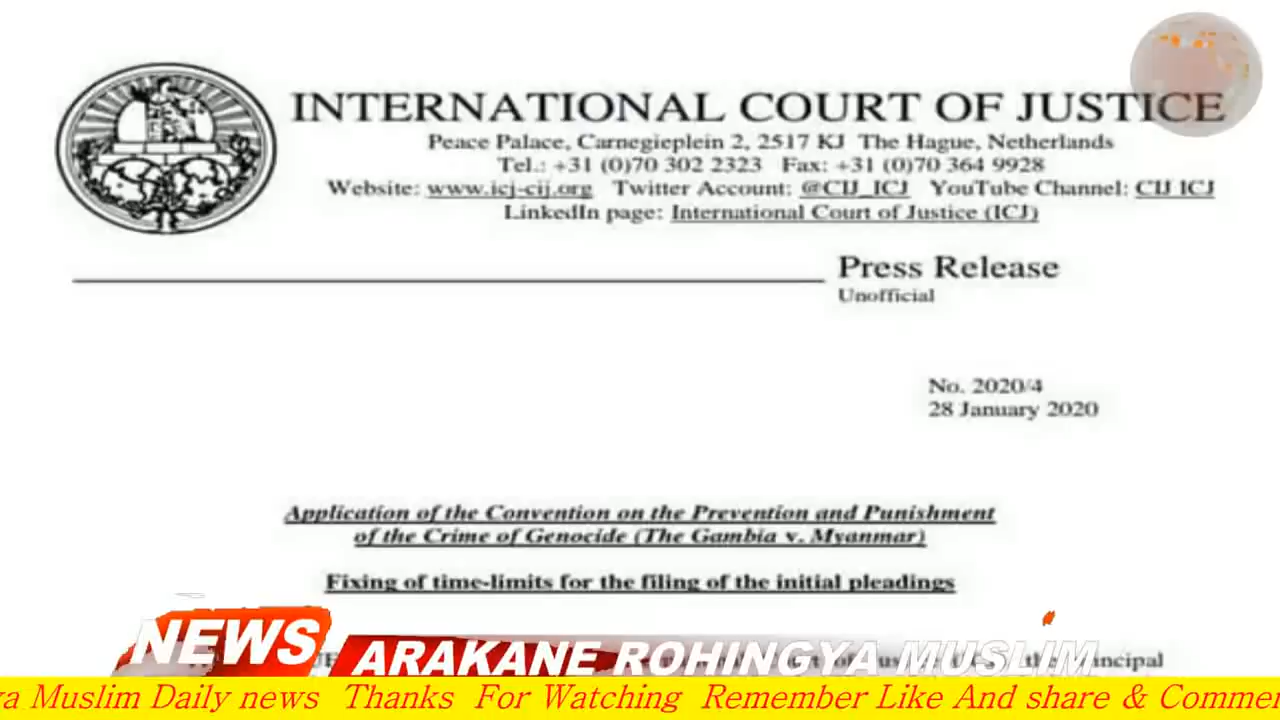 INTERNATIONAL COURT OF JUSTICE
Peace Palace, Carnegieplein 2, 2517 KJ The Hague, Netherlands
Tel.: +31 (0)70 302 2323 Fax: +31 (0)70 364 9928
Website: www.icj-cij.org Twitter Account: @CIJ_ICJ YouTube Channel: CIJ ICJ
LinkedIn page: International Court of Justice (ICJ)
Press Release
Unofficial
No. 2020/4
28 January 2020
Application of the Convention on the Prevention and Punishment
of the Crime of Genocide (The Gambia v. Myanmar)
Fixing of time-limits for the filing of the initial pleadings
NEWS
ARAKANE ROHINGYA MUSLIM
principal
ya Muslim Daily news Thanks For Watching Remember Like And share & Commen